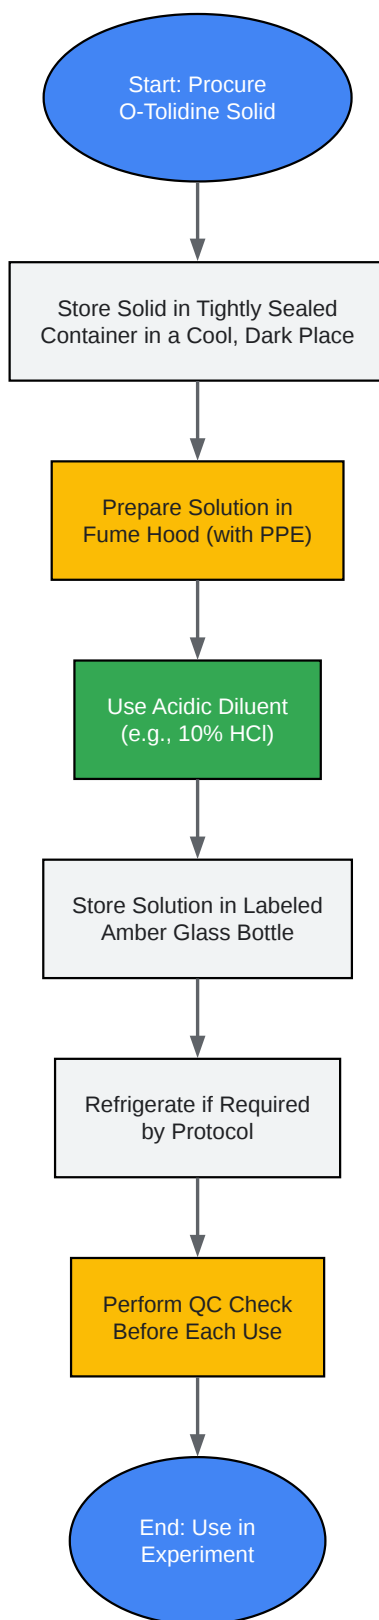 Start: Procure
O-Tolidine Solid
Store Solid in Tightly Sealed
Container in a Cool, Dark Place
Prepare Solution in
Fume Hood (with PPE)
Use Acidic Diluent
(e.g., 10% HCl)
Store Solution in Labeled
Amber Glass Bottle
Refrigerate if Required
by Protocol
Perform QC Check
Before Each Use
End: Use in
Experiment